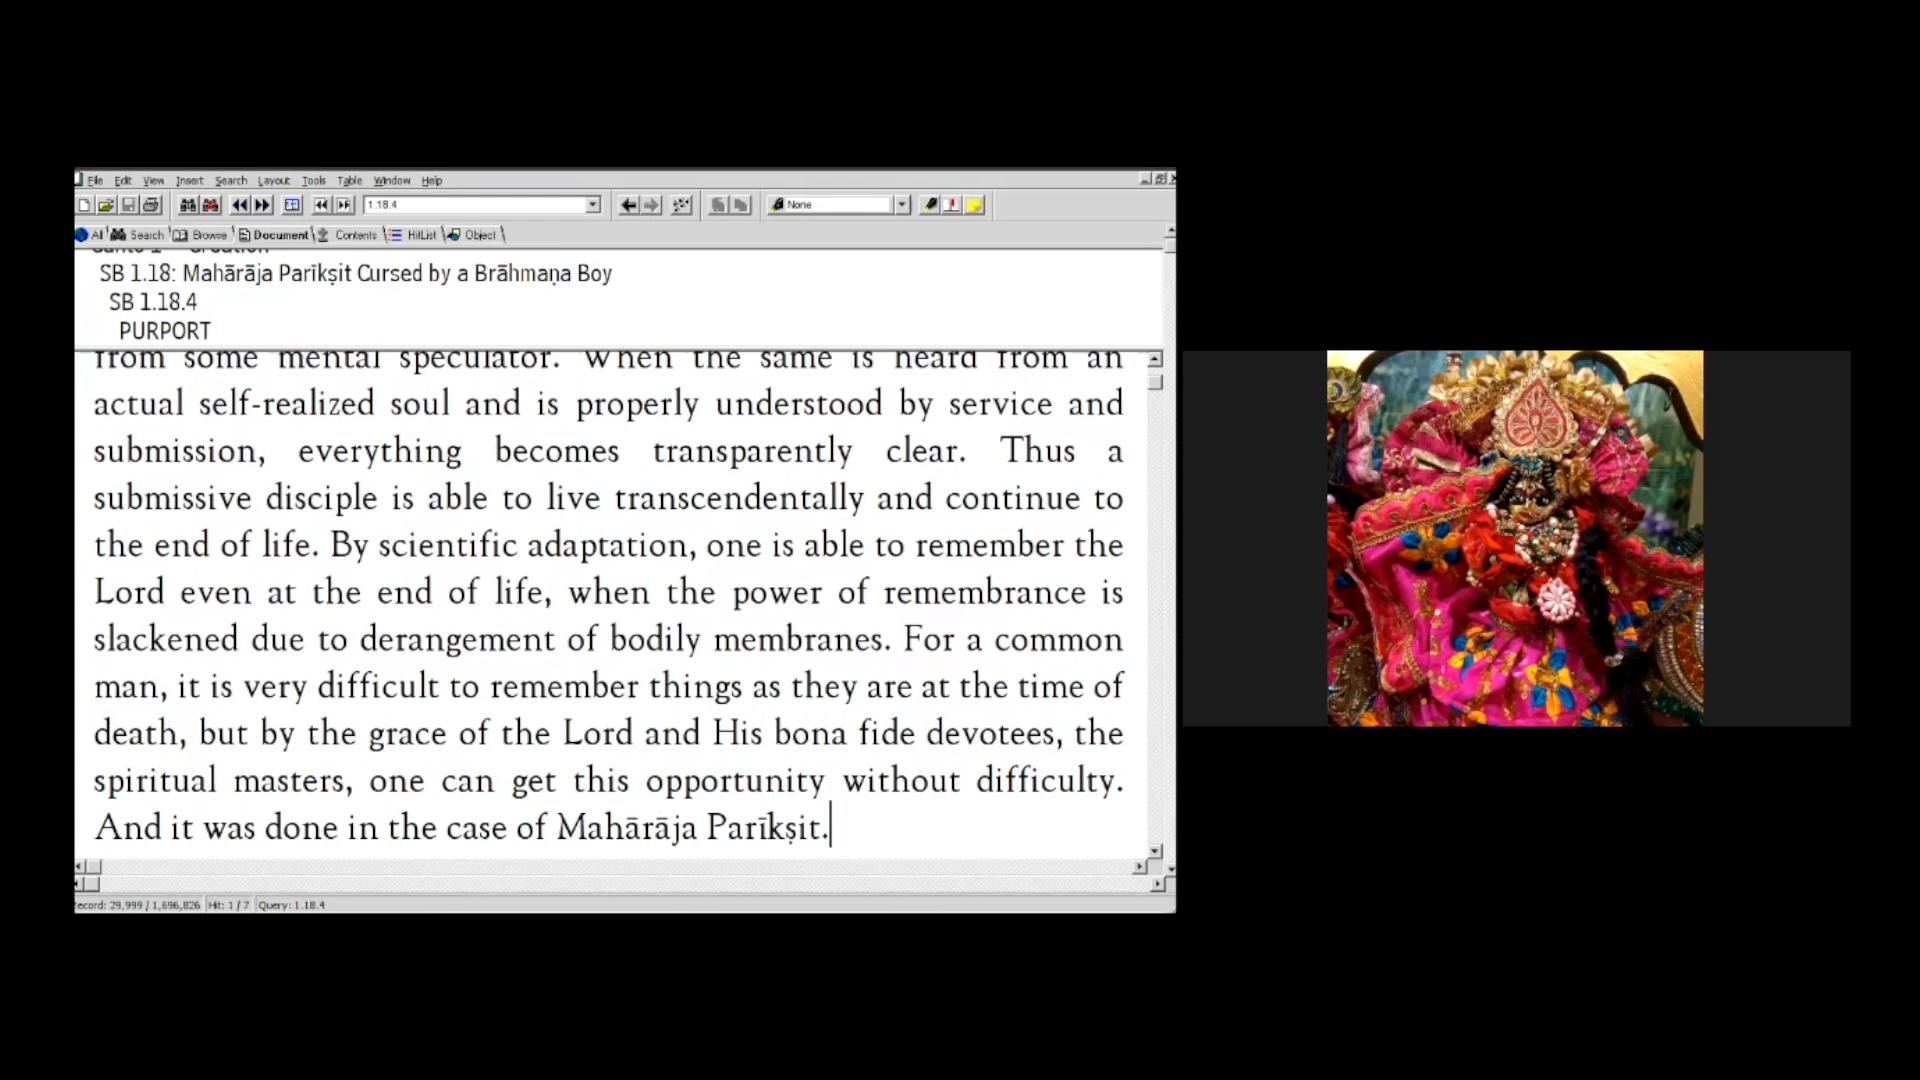 File Edit View Insert Search Layout Tools Table Window Help
1.18.4
None
All Search Browse Document Contents HitList Object
Canto 1 Creation
SB 1.18: Mahārāja Parīkṣit Cursed by a Brāhmaṇa Boy
SB 1.18.4
PURPORT
from some mental speculator. When the same is heard from an
actual self-realized soul and is properly understood by service and
submission, everything becomes transparently clear. Thus a
submissive disciple is able to live transcendentally and continue to
the end of life. By scientific adaptation, one is able to remember the
Lord even at the end of life, when the power of remembrance is
slackened due to derangement of bodily membranes. For a common
man, it is very difficult to remember things as they are at the time of
death, but by the grace of the Lord and His bona fide devotees, the
spiritual masters, one can get this opportunity without difficulty.
And it was done in the case of Mahārāja Parīkṣit.
ecord: 29,999 / 1,696,826 Hit: 1 / 7 Query: 1.18.4